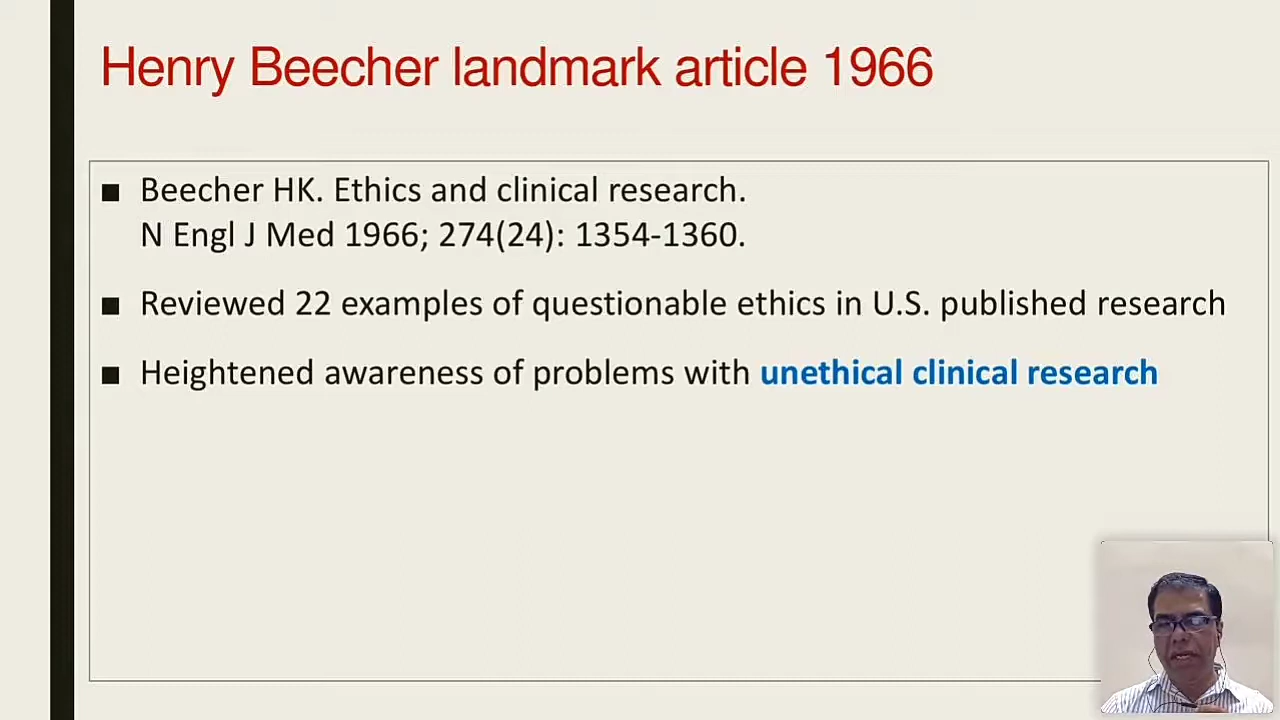 Henry Beecher landmark article 1966
■ Beecher HK. Ethics and clinical research.
N Engl J Med 1966; 274(24): 1354-1360.
■ Reviewed 22 examples of questionable ethics in U.S. published research
■ Heightened awareness of problems with unethical clinical research